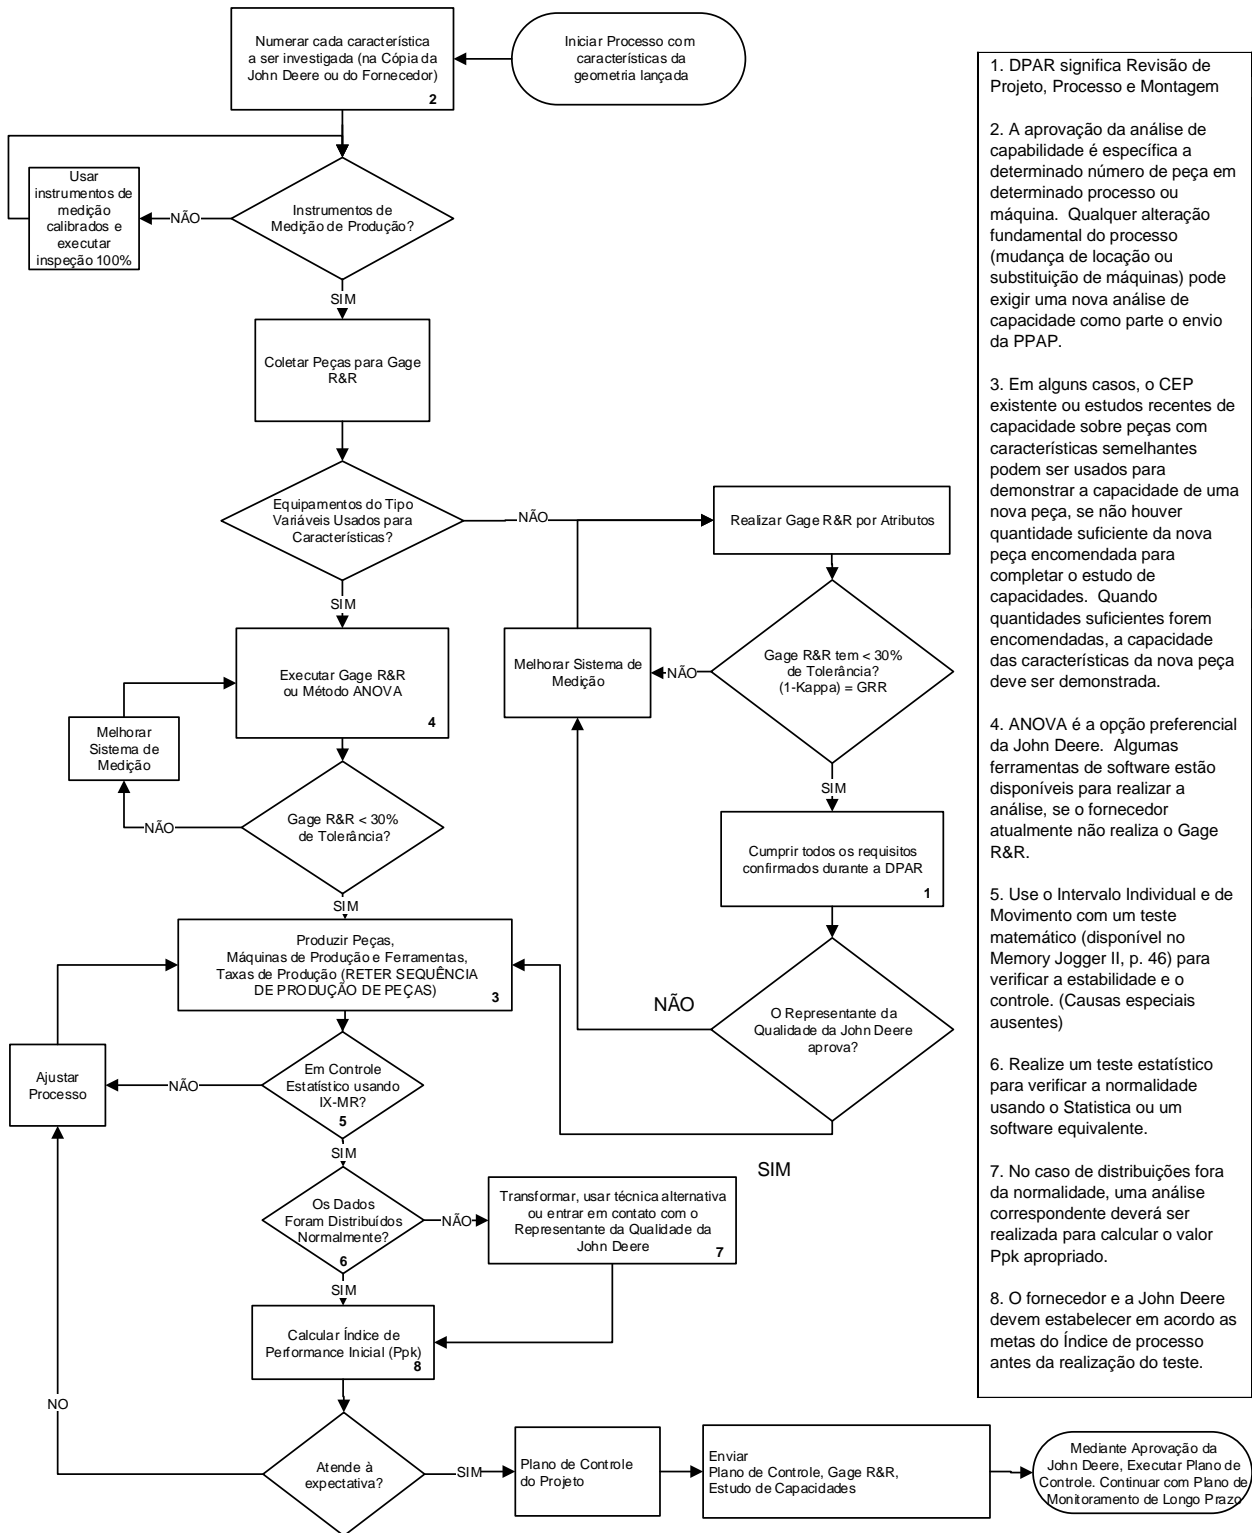 Numerar cada característica
a ser investigada (na Cópia da
John Deere ou do Fornecedor)
2
Iniciar Processo com
características da
geometria lançada
Usar
instrumentos de
medição
calibrados e
executar
inspeção 100%
NÃO
Instrumentos de
Medição de Produção?
SIM
Coletar Peças para Gage
R&R
Equipamentos do Tipo
Variáveis Usados para
Características?
NÃO
Realizar Gage R&R por Atributos
SIM
Executar Gage R&R
ou Método ANOVA
4
Melhorar
Sistema de
Medição
NÃO
Gage R&R < 30%
de Tolerância?
SIM
Melhorar Sistema de
Medição
NÃO
Gage R&R tem < 30%
de Tolerância?
(1-Kappa) = GRR
SIM
Cumprir todos os requisitos
confirmados durante a DPAR
1
NÃO
O Representante da
Qualidade da John Deere
aprova?
SIM
Produzir Peças,
Máquinas de Produção e Ferramentas,
Taxas de Produção (RETER SEQUÊNCIA
DE PRODUÇÃO DE PEÇAS)
3
Ajustar
Processo
NÃO
Em Controle
Estatístico usando
IX-MR?
5
SIM
Os Dados
Foram Distribuídos
Normalmente?
6
NÃO
Transformar, usar técnica alternativa
ou entrar em contato com o
Representante da Qualidade da
John Deere
7
SIM
Calcular Índice de
Performance Inicial (Ppk)
8
NO
Atende à
expectativa?
SIM
Plano de Controle
do Projeto
Enviar
Plano de Controle, Gage R&R,
Estudo de Capacidades
Mediante Aprovação da
John Deere, Executar Plano de
Controle. Continuar com Plano de
Monitoramento de Longo Prazo
1. DPAR significa Revisão de
Projeto, Processo e Montagem
2. A aprovação da análise de
capabilidade é específica a
determinado número de peça em
determinado processo ou
máquina. Qualquer alteração
fundamental do processo
(mudança de locação ou
substituição de máquinas) pode
exigir uma nova análise de
capacidade como parte o envio
da PPAP.
3. Em alguns casos, o CEP
existente ou estudos recentes de
capacidade sobre peças com
características semelhantes
podem ser usados para
demonstrar a capacidade de uma
nova peça, se não houver
quantidade suficiente da nova
peça encomendada para
completar o estudo de
capacidades. Quando
quantidades suficientes forem
encomendadas, a capacidade
das características da nova peça
deve ser demonstrada.
4. ANOVA é a opção preferencial
da John Deere. Algumas
ferramentas de software estão
disponíveis para realizar a
análise, se o fornecedor
atualmente não realiza o Gage
R&R.
5. Use o Intervalo Individual e de
Movimento com um teste
matemático (disponível no
Memory Jogger II, p. 46) para
verificar a estabilidade e o
controle. (Causas especiais
ausentes)
6. Realize um teste estatístico
para verificar a normalidade
usando o Statistica ou um
software equivalente.
7. No caso de distribuições fora
da normalidade, uma análise
correspondente deverá ser
realizada para calcular o valor
Ppk apropriado.
8. O fornecedor e a John Deere
devem estabelecer em acordo as
metas do Índice de processo
antes da realização do teste.